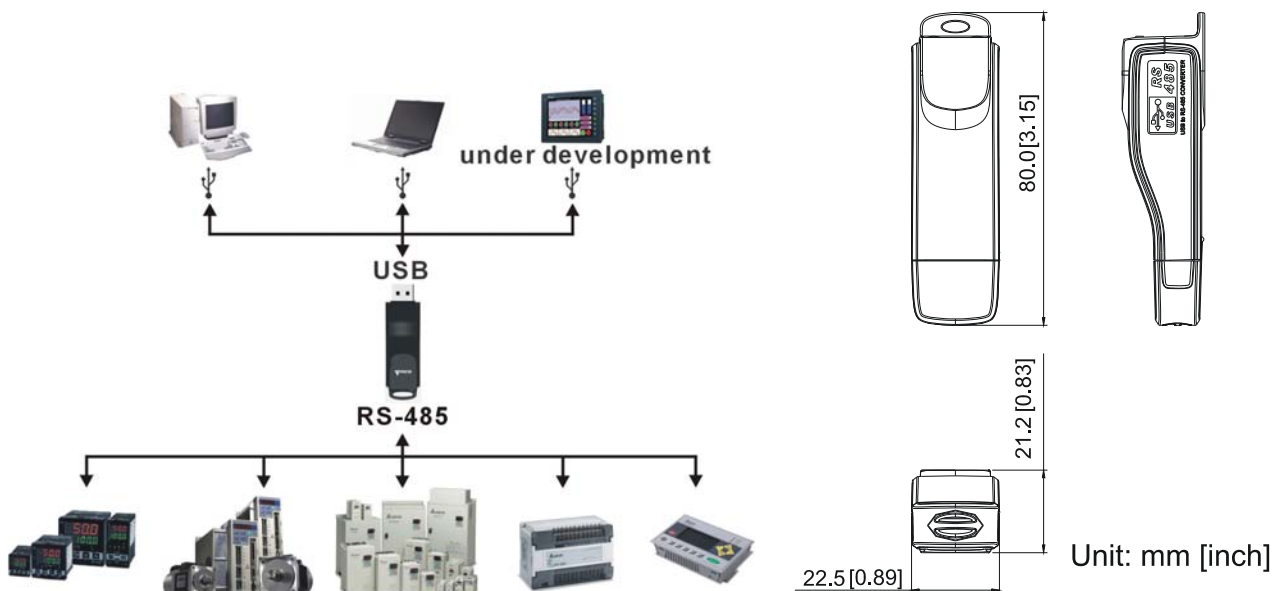 under development
USB
RS-485
80.0[3.15]
RS
USB 485
USB to RS-485 CONVERTER
21.2 [0.83]
22.5 [0.89]
Unit: mm [inch]
500